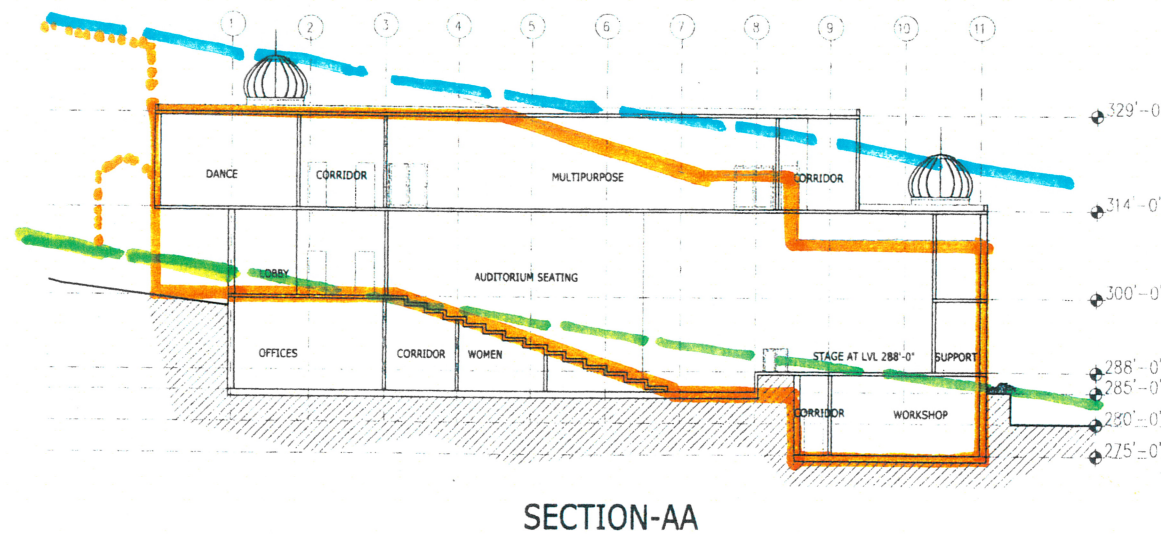 1 2 3 4 5 6 7 8 9 10 11
329'-0
DANCE CORRIDOR MULTIPURPOSE CORRIDOR
314'-0'
LOBBY AUDITORIUM SEATING
300'-0'
OFFICES CORRIDOR WOMEN STAGE AT LVL 288'-0" SUPPORT
288'-0'
285'-0'
CORRIDOR WORKSHOP
280'-0'
275'-0'
SECTION-AA